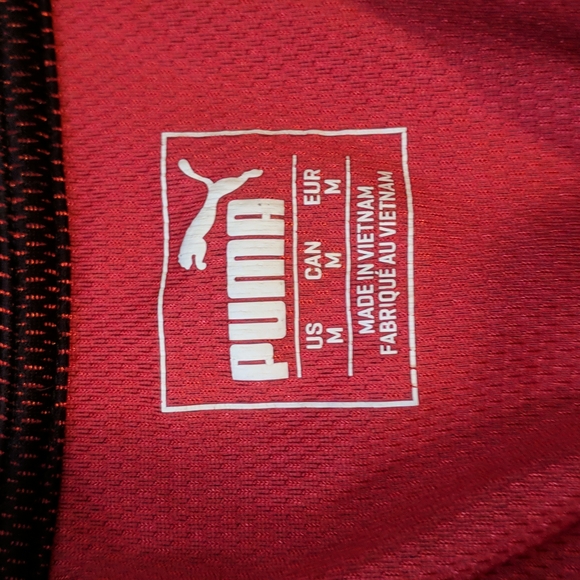 PUMA
US CAN EUR
M M M
MADE IN VIETNAM
FABRIQUÉ AU VIETNAM